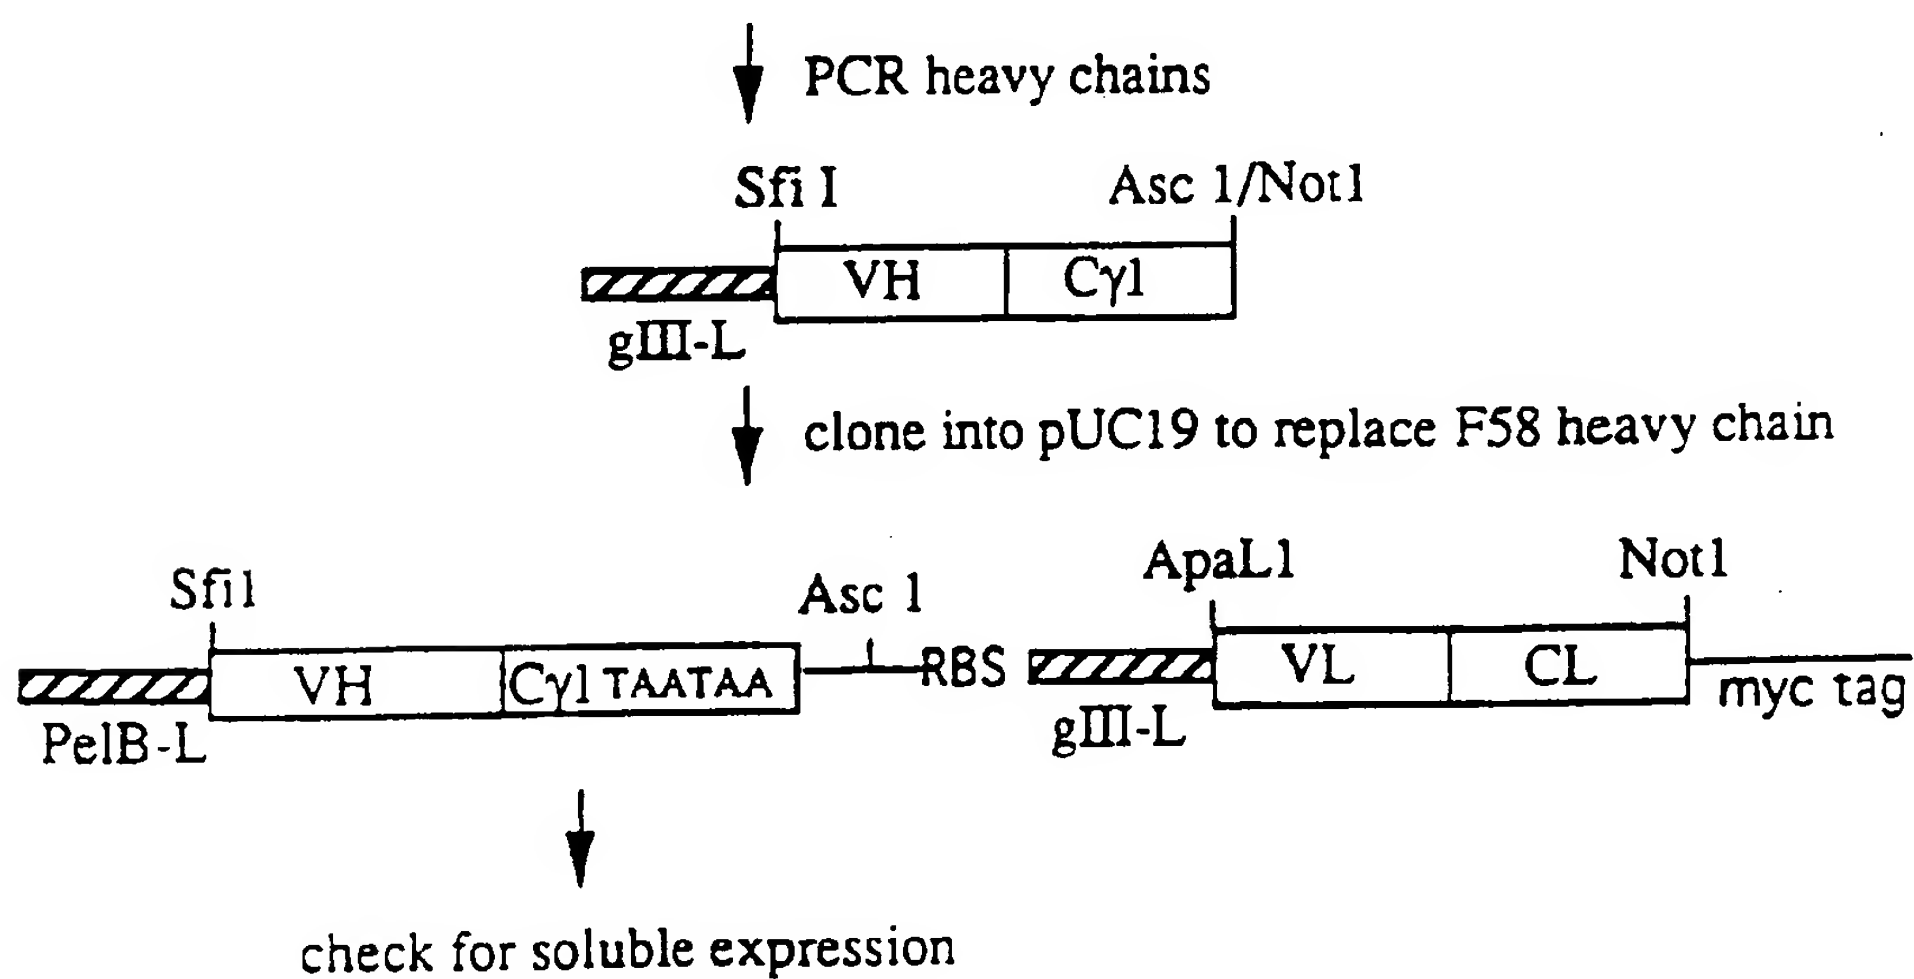 PCR heavy chains
Sfi I
Asc 1/Not1
VH
Cγ1
gIII-L
clone into pUC19 to replace F58 heavy chain
Sfi1
Asc 1
ApaL1
Not1
VH
Cγ1 TAATAA
RBS
VL
CL
PelB-L
gIII-L
myc tag
check for soluble expression